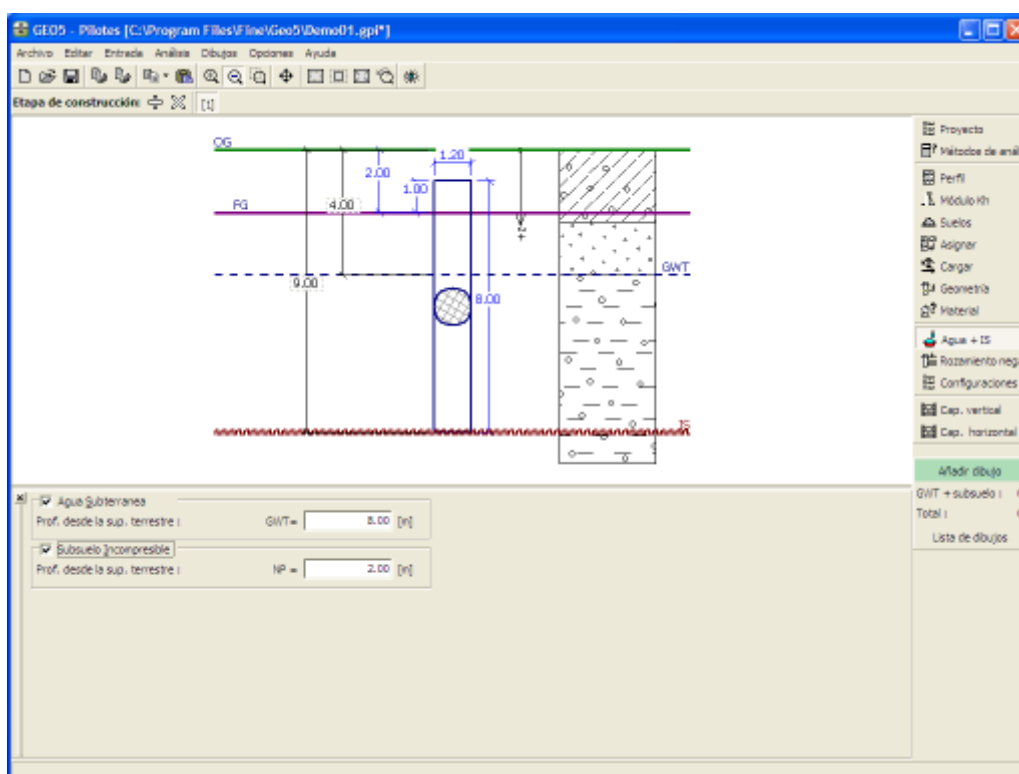 GEO5 - Pilotes [C:\Program Files\Fine\Geo5\Demo01.gpi*]
Archivo Editar Entrada Análisis Dibujos Opciones Ayuda
Etapa de construcción: [1]
OG
1.20
2.00
1.00
4.00
FG
+z
GWT
9.00
8.00
IS
Proyecto
Métodos de aná
Perfil
Módulo Kh
Suelos
Asignar
Cargar
Geometría
Material
Agua + IS
Rozamiento nega
Configuraciones
Cap. vertical
Cap. horizontal
Añadir dibujo
GWT + subsuelo :
Total :
Lista de dibujos
Agua Subterranea
Prof. desde la sup. terrestre : GWT= 8.00 [m]
Subsuelo Incompresible
Prof. desde la sup. terrestre : NP = 2.00 [m]